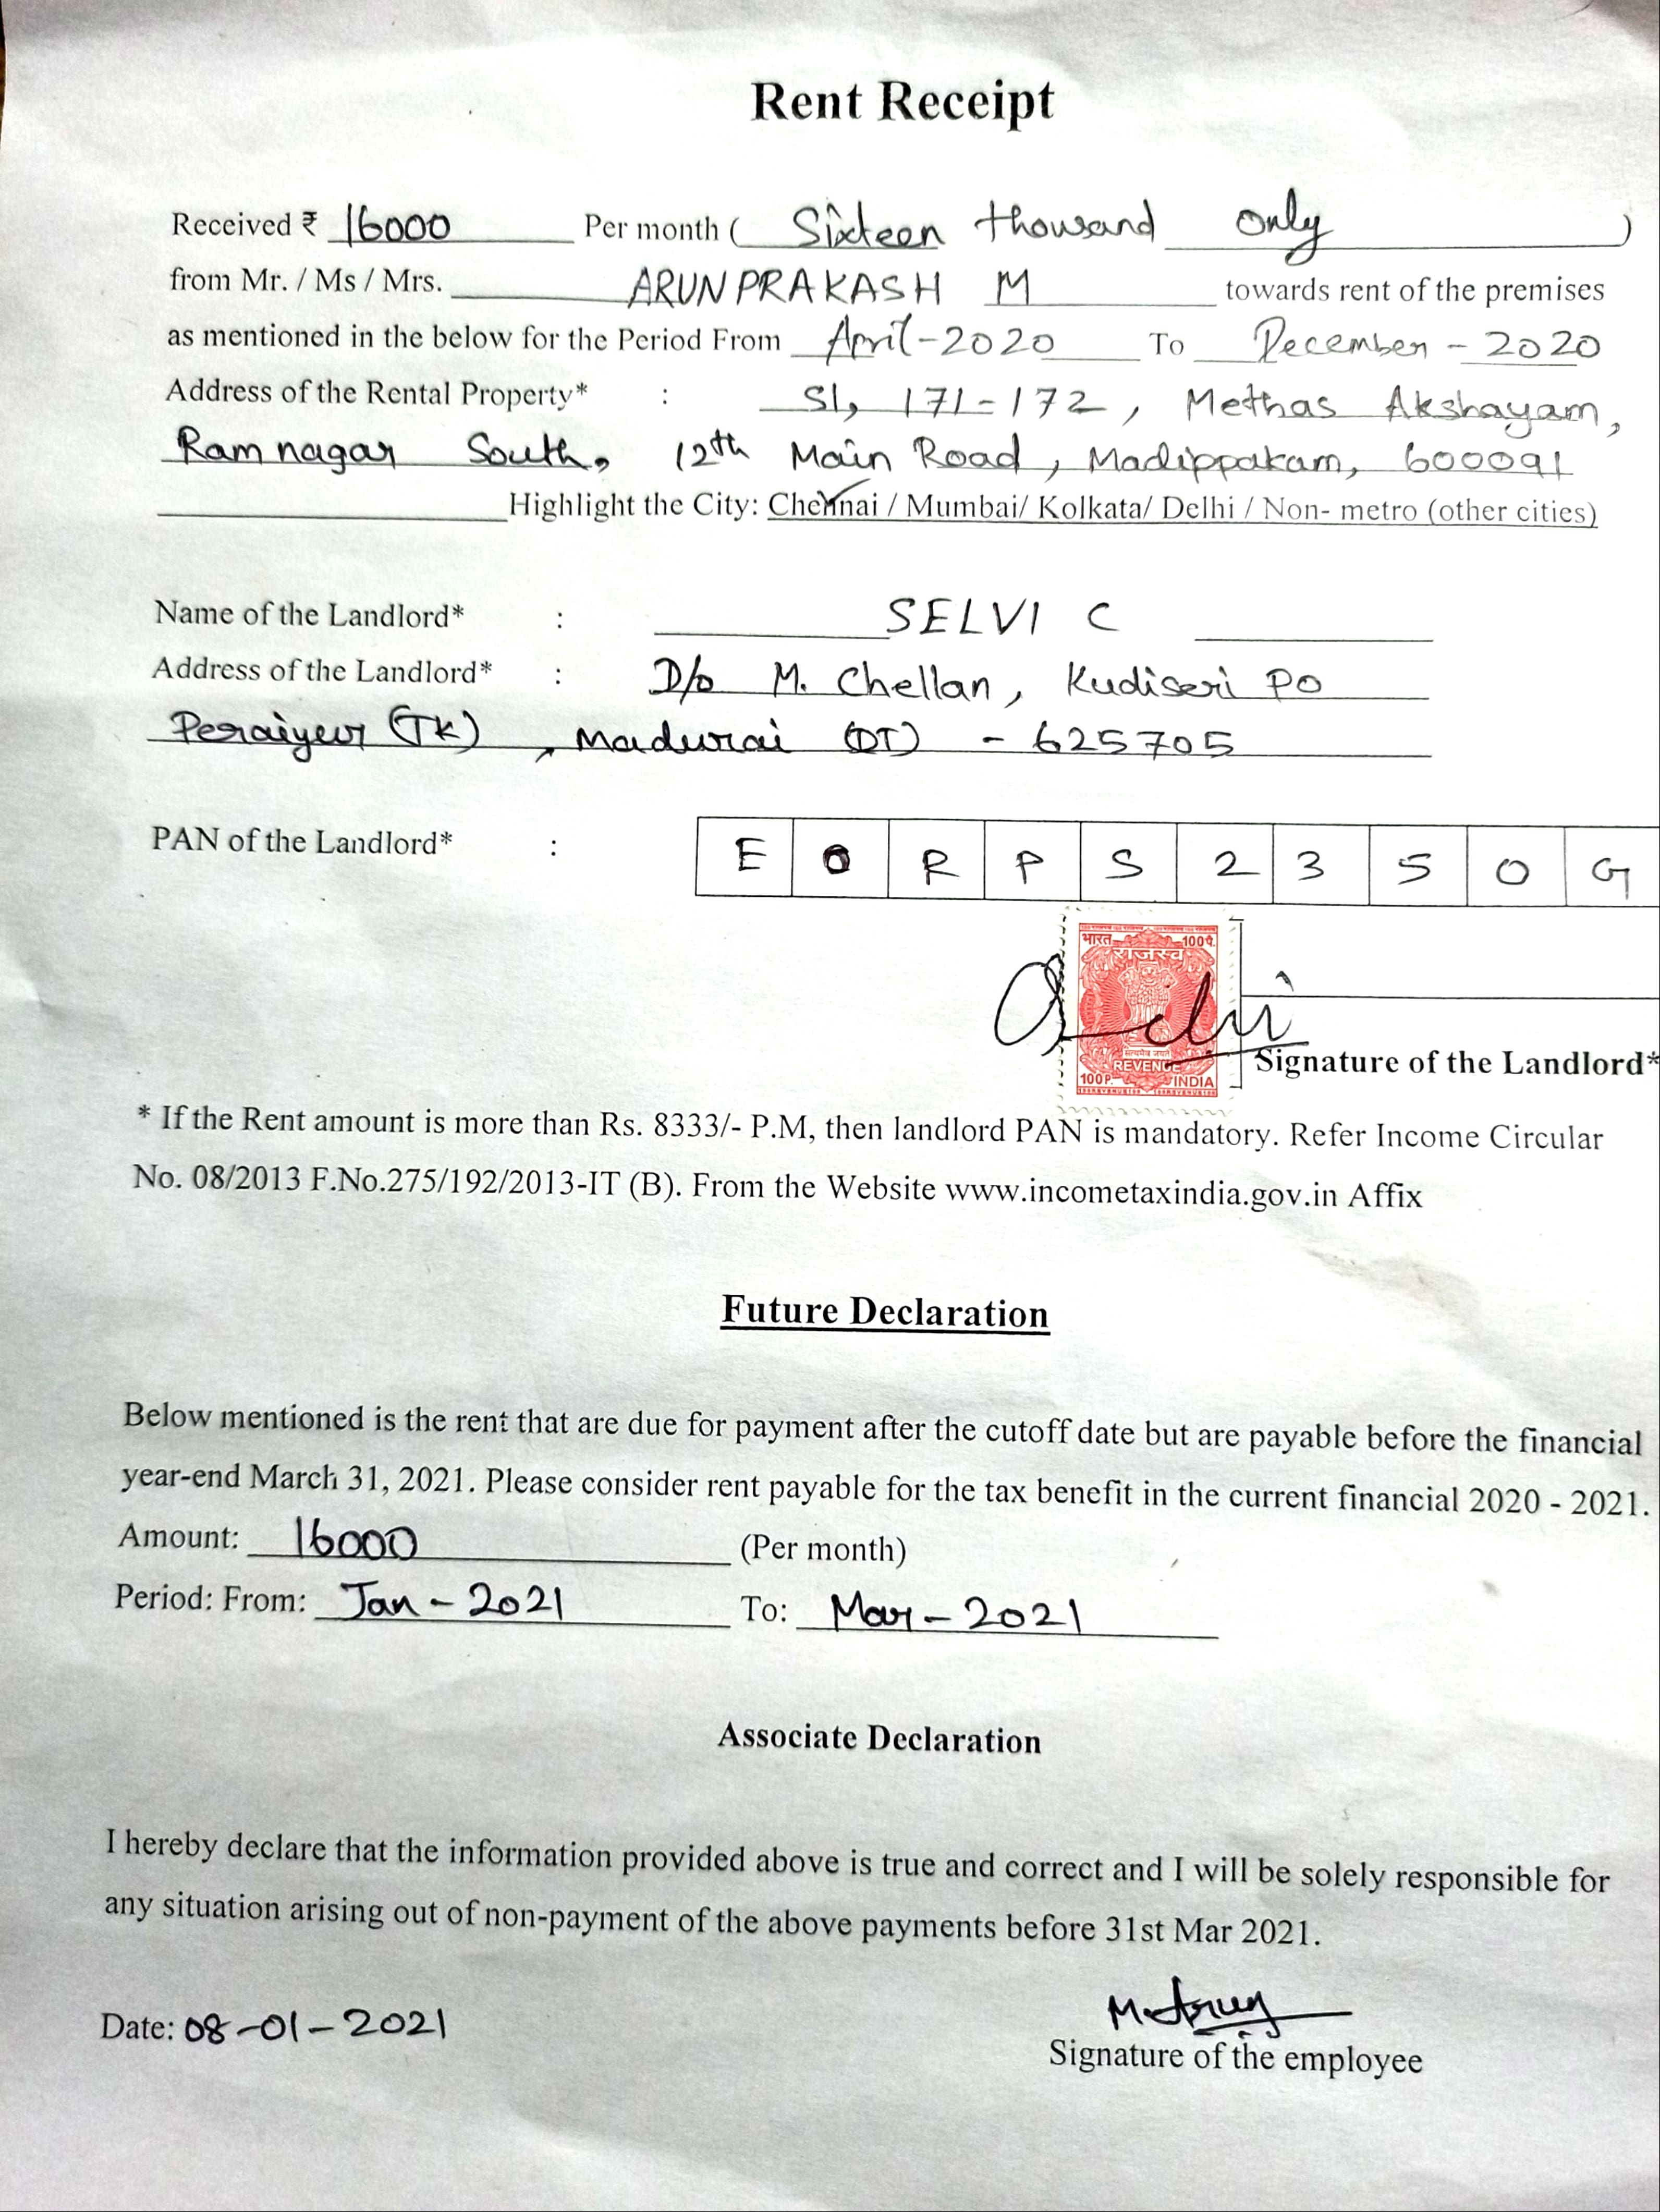 Rent Receipt
Received ₹ 16000 Per month ( Sixteen thousand only )
from Mr. / Ms / Mrs. ARUNPRAKASH M towards rent of the premises
as mentioned in the below for the Period From April-2020 To December - 2020
Address of the Rental Property* : S1, 171-172, Methas Akshayam,
Ram nagar South, 12th Main Road, Madippakam, 600091
Highlight the City: Chennai / Mumbai/ Kolkata/ Delhi / Non- metro (other cities)
Name of the Landlord* : SELVI C
Address of the Landlord* : D/o M. Chellan, Kudiseri PO
Peraiyur (TK), Madurai (DT) - 625705
PAN of the Landlord* : E O R P S 2 3 5 0 G
भारत 100 पै.
राजस्व
सत्यमेव जयते
REVENUE
100 P. INDIA
Signature of the Landlord*
* If the Rent amount is more than Rs. 8333/- P.M, then landlord PAN is mandatory. Refer Income Circular
No. 08/2013 F.No.275/192/2013-IT (B). From the Website www.incometaxindia.gov.in Affix
Future Declaration
Below mentioned is the rent that are due for payment after the cutoff date but are payable before the financial
year-end March 31, 2021. Please consider rent payable for the tax benefit in the current financial 2020 - 2021.
Amount: 16000 (Per month)
Period: From: Jan - 2021 To: Mar - 2021
Associate Declaration
I hereby declare that the information provided above is true and correct and I will be solely responsible for
any situation arising out of non-payment of the above payments before 31st Mar 2021.
M. Arun
Date: 08-01-2021
Signature of the employee